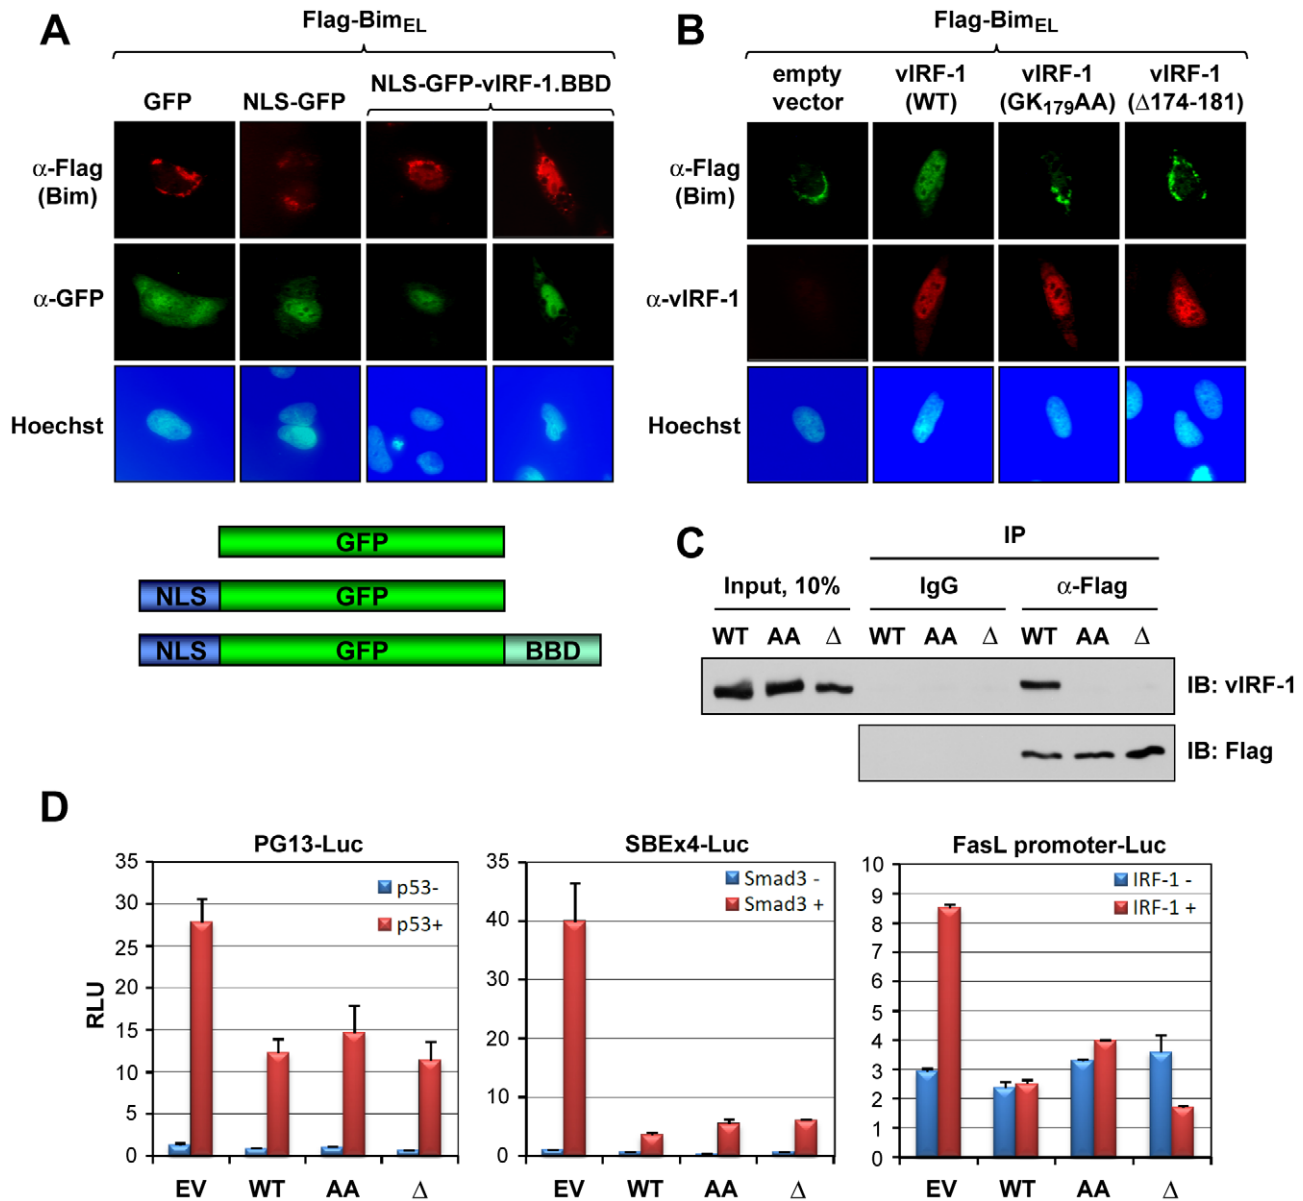 A
Flag-BimEL
GFP NLS-GFP NLS-GFP-vIRF-1.BBD
α-Flag
(Bim)
α-GFP
Hoechst
GFP
NLS GFP
NLS GFP BBD
B
Flag-BimEL
empty
vector
vIRF-1
(WT)
vIRF-1
(GK179AA)
vIRF-1
(Δ174-181)
α-Flag
(Bim)
α-vIRF-1
Hoechst
C
IP
Input, 10% IgG α-Flag
WT AA Δ WT AA Δ WT AA Δ
IB: vIRF-1
IB: Flag
D
PG13-Luc
RLU
35
30
25
20
15
10
5
0
p53-
p53+
EV WT AA Δ
SBEx4-Luc
35
40
30
20
10
0
Smad3 -
Smad3 +
EV WT AA Δ
FasL promoter-Luc
10
9
8
7
6
5
4
3
2
1
0
IRF-1 -
IRF-1 +
EV WT AA Δ